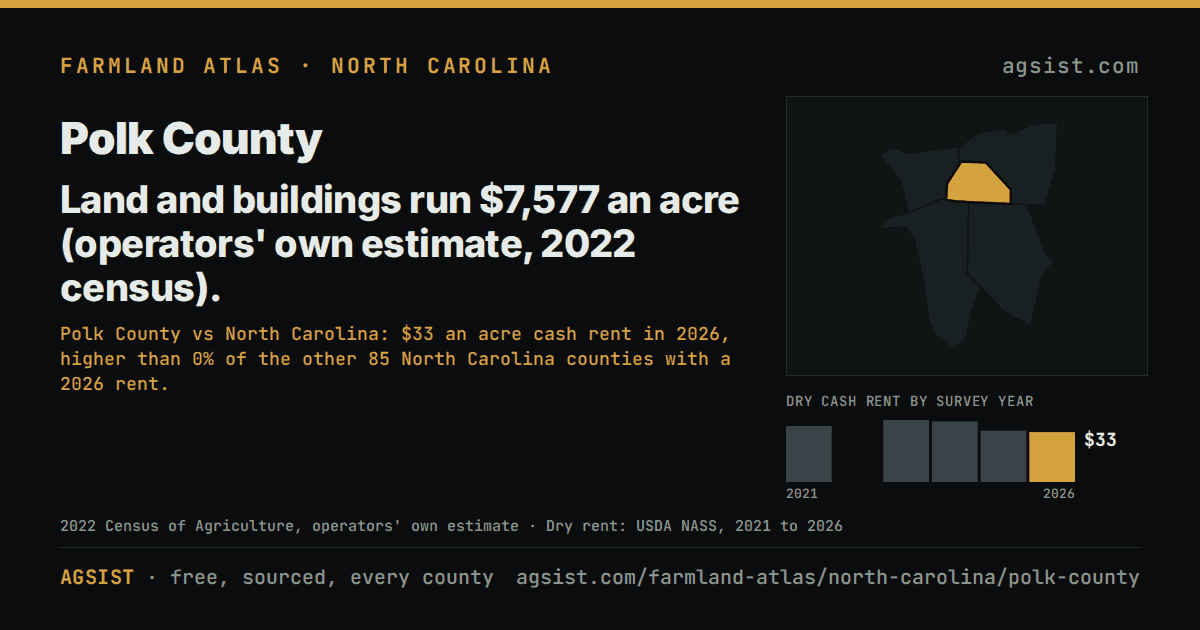 FARMLAND ATLAS · NORTH CAROLINA
agsist.com
Polk County
Land and buildings run $7,577 an acre
(operators' own estimate, 2022
census).
Polk County vs North Carolina: $33 an acre cash rent in 2026,
higher than 0% of the other 85 North Carolina counties with a
2026 rent.
DRY CASH RENT BY SURVEY YEAR
$33
2021
2026
2022 Census of Agriculture, operators' own estimate · Dry rent: USDA NASS, 2021 to 2026
AGSIST · free, sourced, every county
agsist.com/farmland-atlas/north-carolina/polk-county